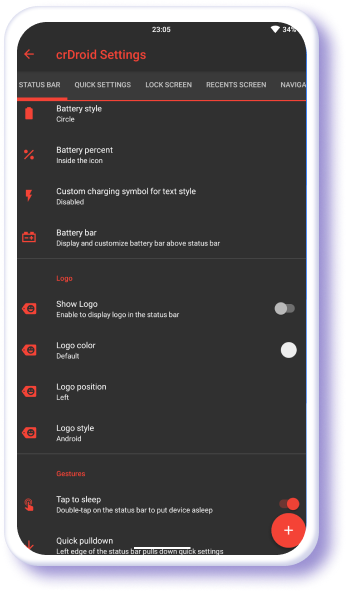 23:05
34%
crDroid Settings
STATUS BAR QUICK SETTINGS LOCK SCREEN RECENTS SCREEN NAVIGA
Battery style
Circle
Battery percent
Inside the icon
Custom charging symbol for text style
Disabled
Battery bar
Display and customize battery bar above status bar
Logo
Show Logo
Enable to display logo in the status bar
Logo color
Default
Logo position
Left
Logo style
Android
Gestures
Tap to sleep
Double-tap on the status bar to put device asleep
Quick pulldown
Left edge of the status bar pulls down quick settings